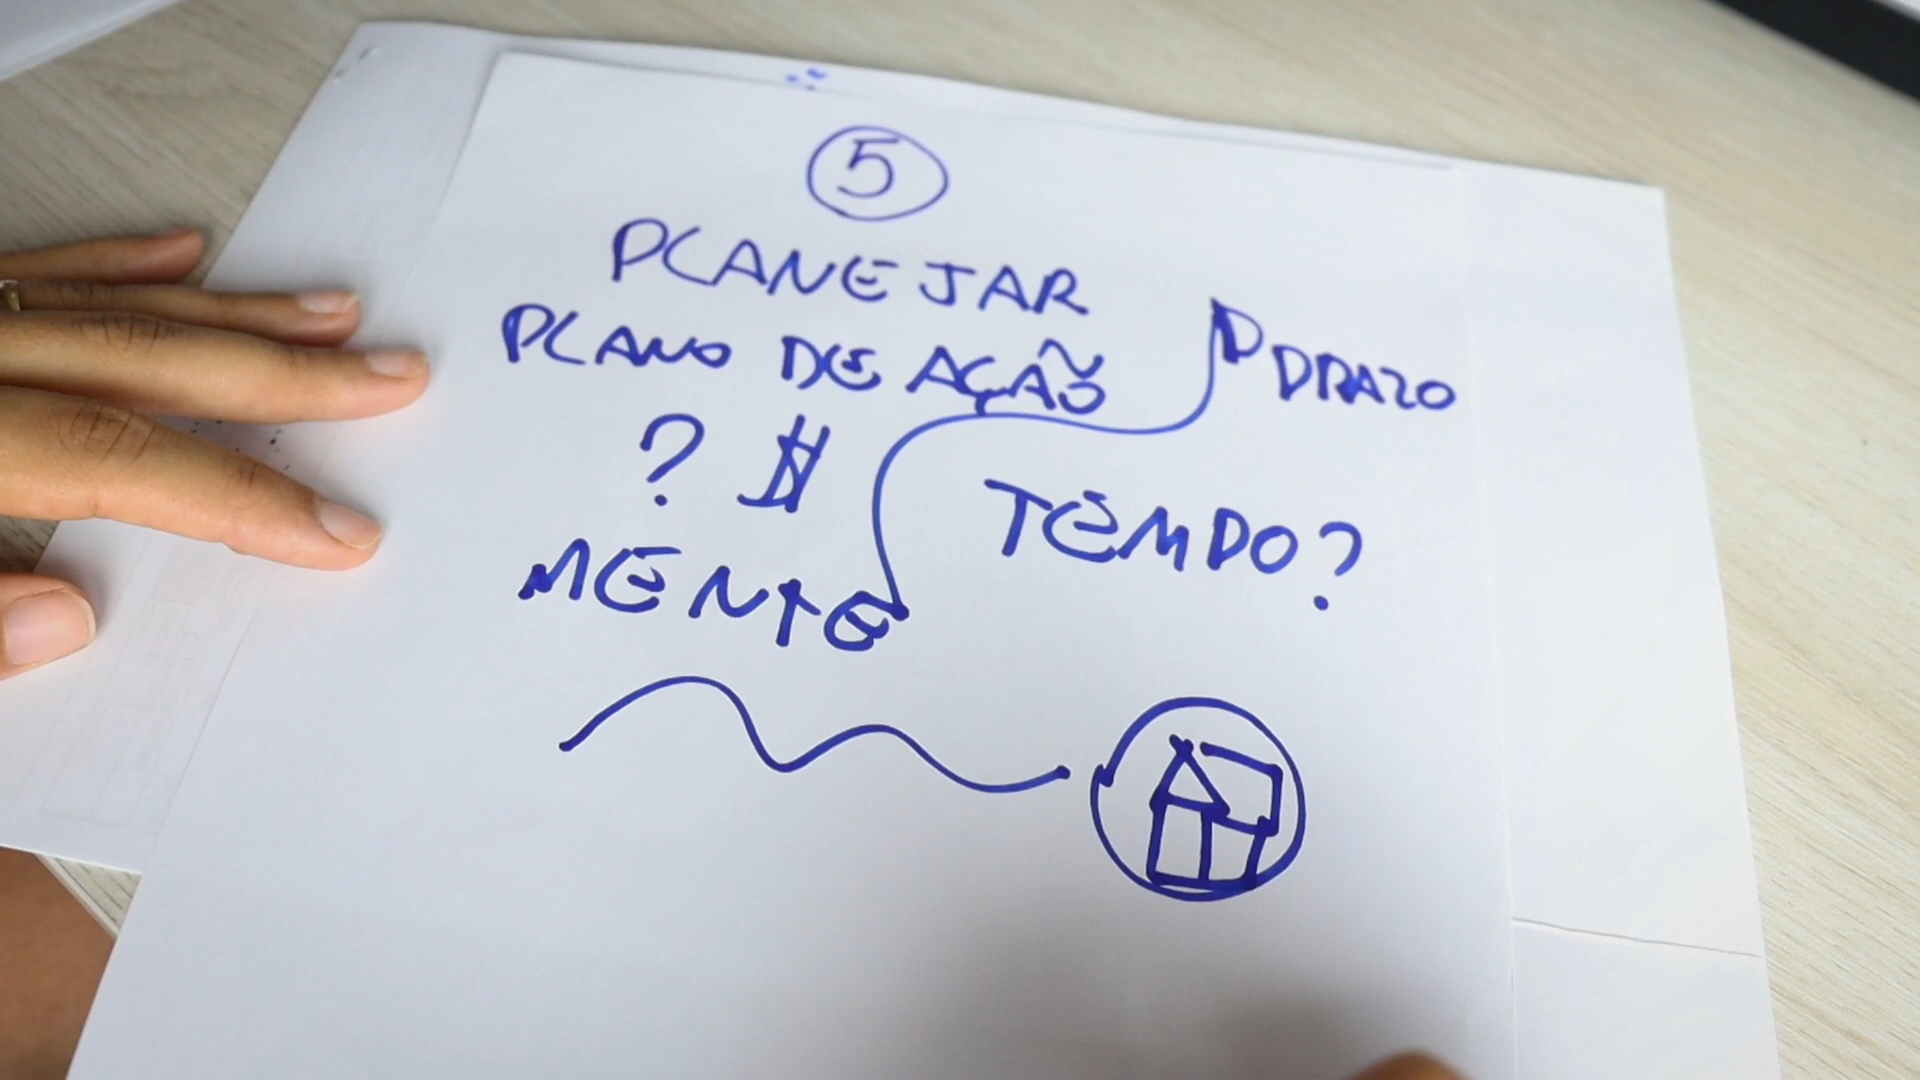 5
PLANEJAR
PLANO DE AÇÃO
P PRAZO
? $
TEMPO?
MENTE